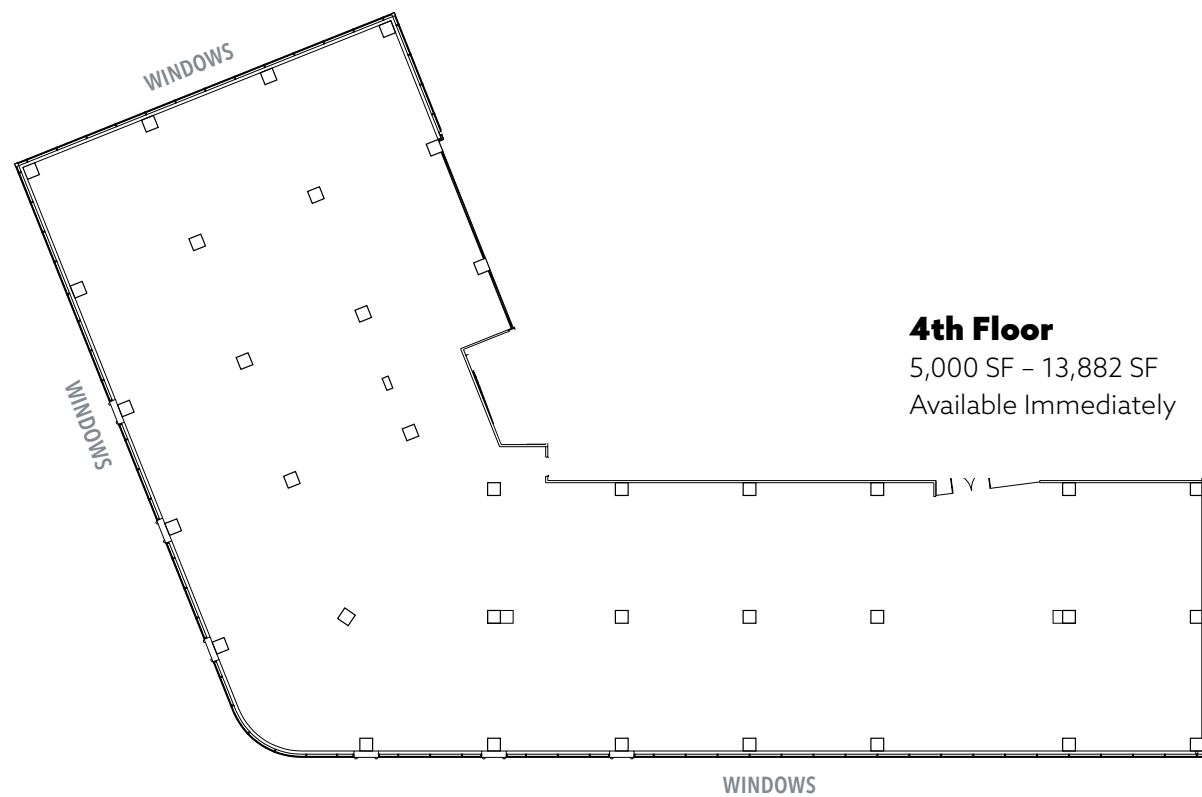 WINDOWS
WINDOWS
4th Floor
5,000 SF – 13,882 SF
Available Immediately
WINDOWS